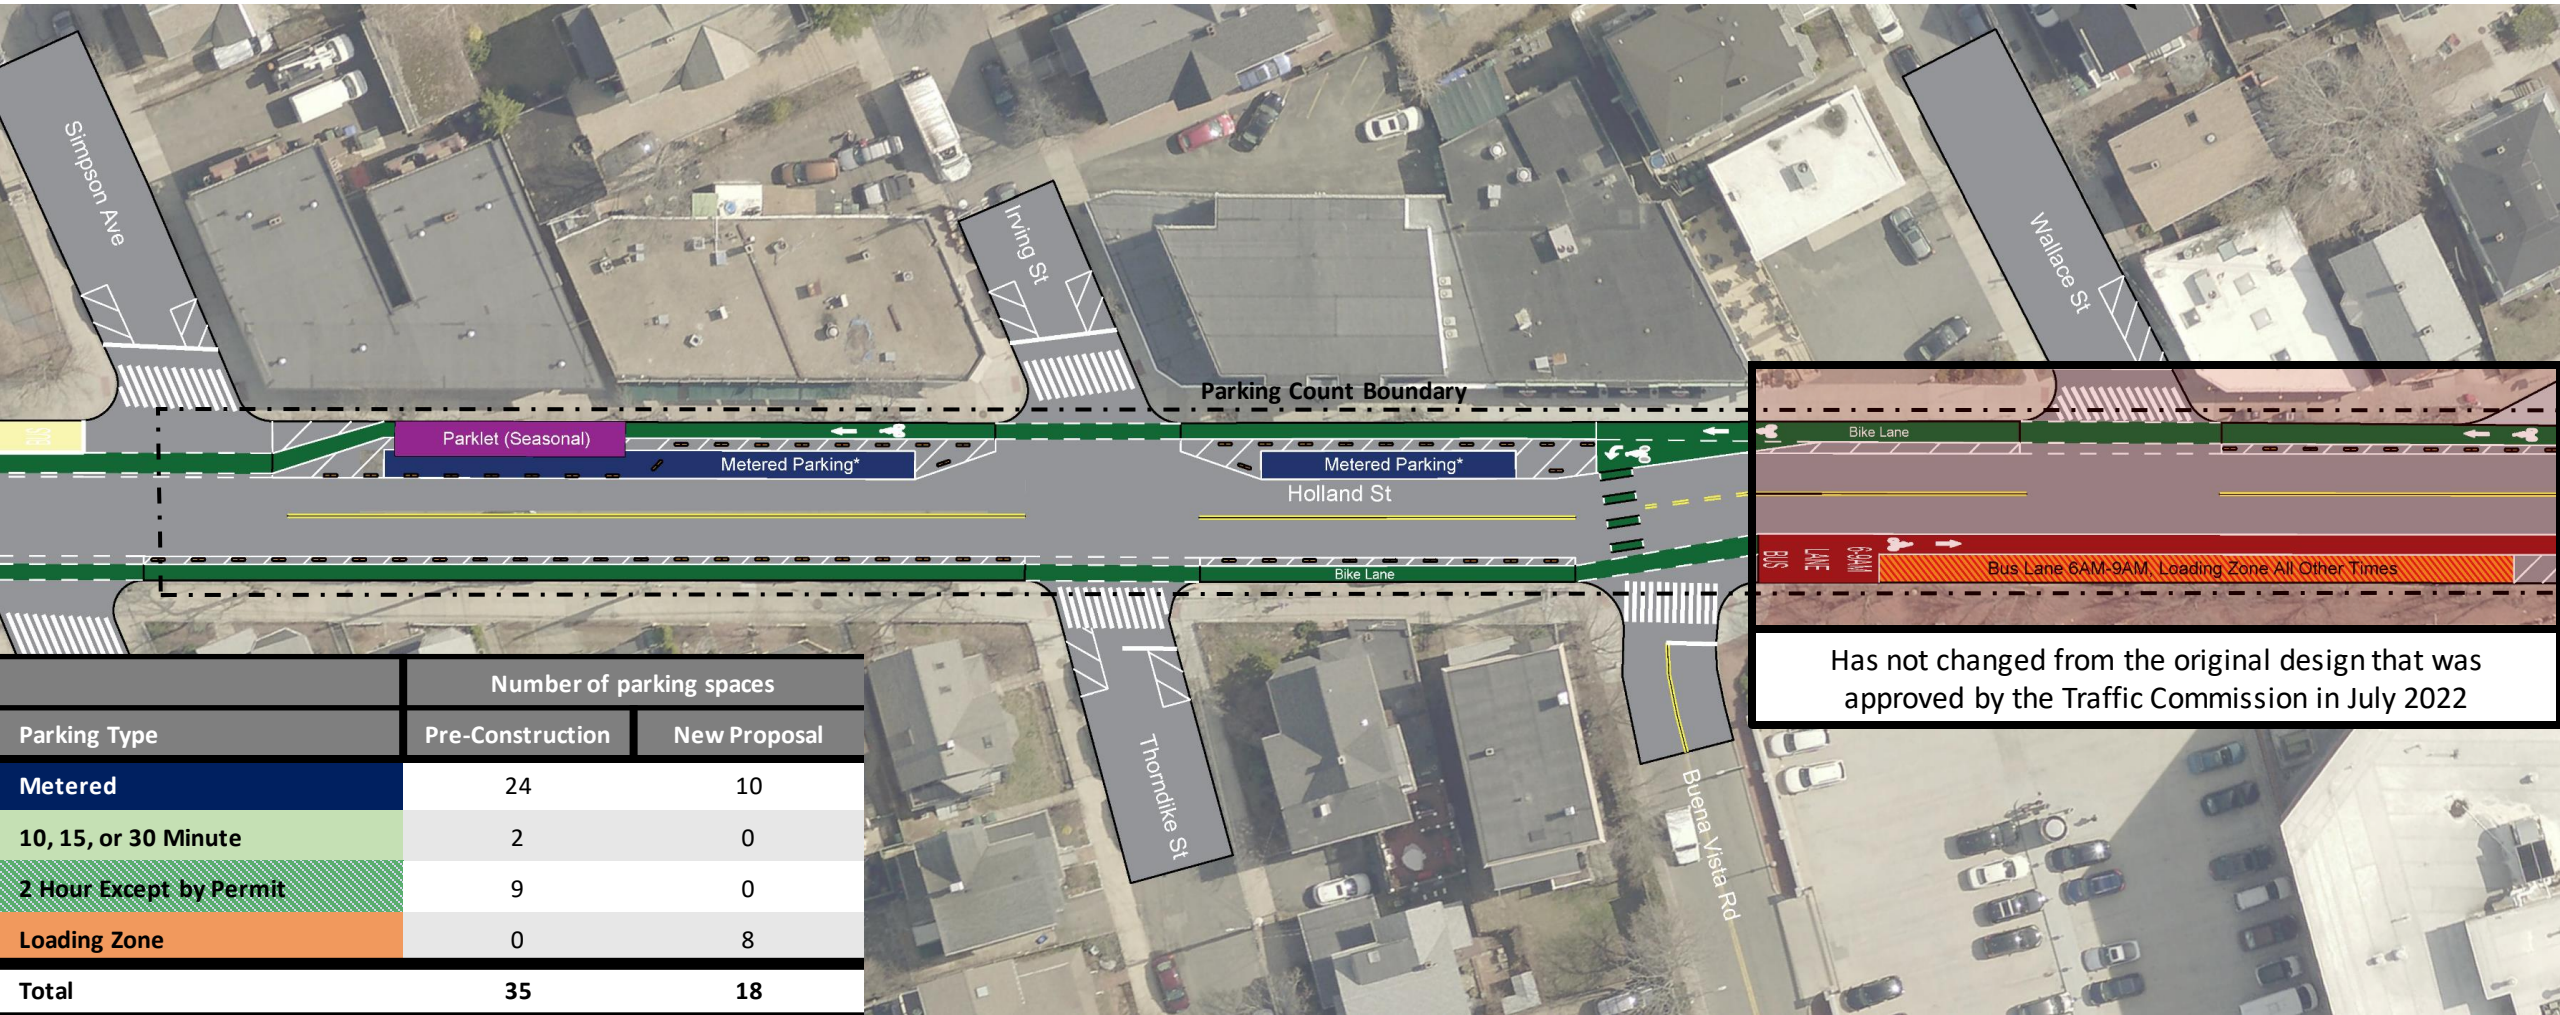 Simpson Ave
Irving St
Wallace St
Parking Count Boundary
BUS
Parklet (Seasonal)
Metered Parking*
Metered Parking*
Holland St
Bike Lane
Bike Lane
BUS
LANE
6-9AM
Bus Lane 6AM-9AM, Loading Zone All Other Times
Has not changed from the original design that was
approved by the Traffic Commission in July 2022
Thorndike St
Buena Vista Rd
Number of parking spaces
Parking Type Pre-Construction New Proposal
Metered 24 10
10, 15, or 30 Minute 2 0
2 Hour Except by Permit 9 0
Loading Zone 0 8
Total 35 18